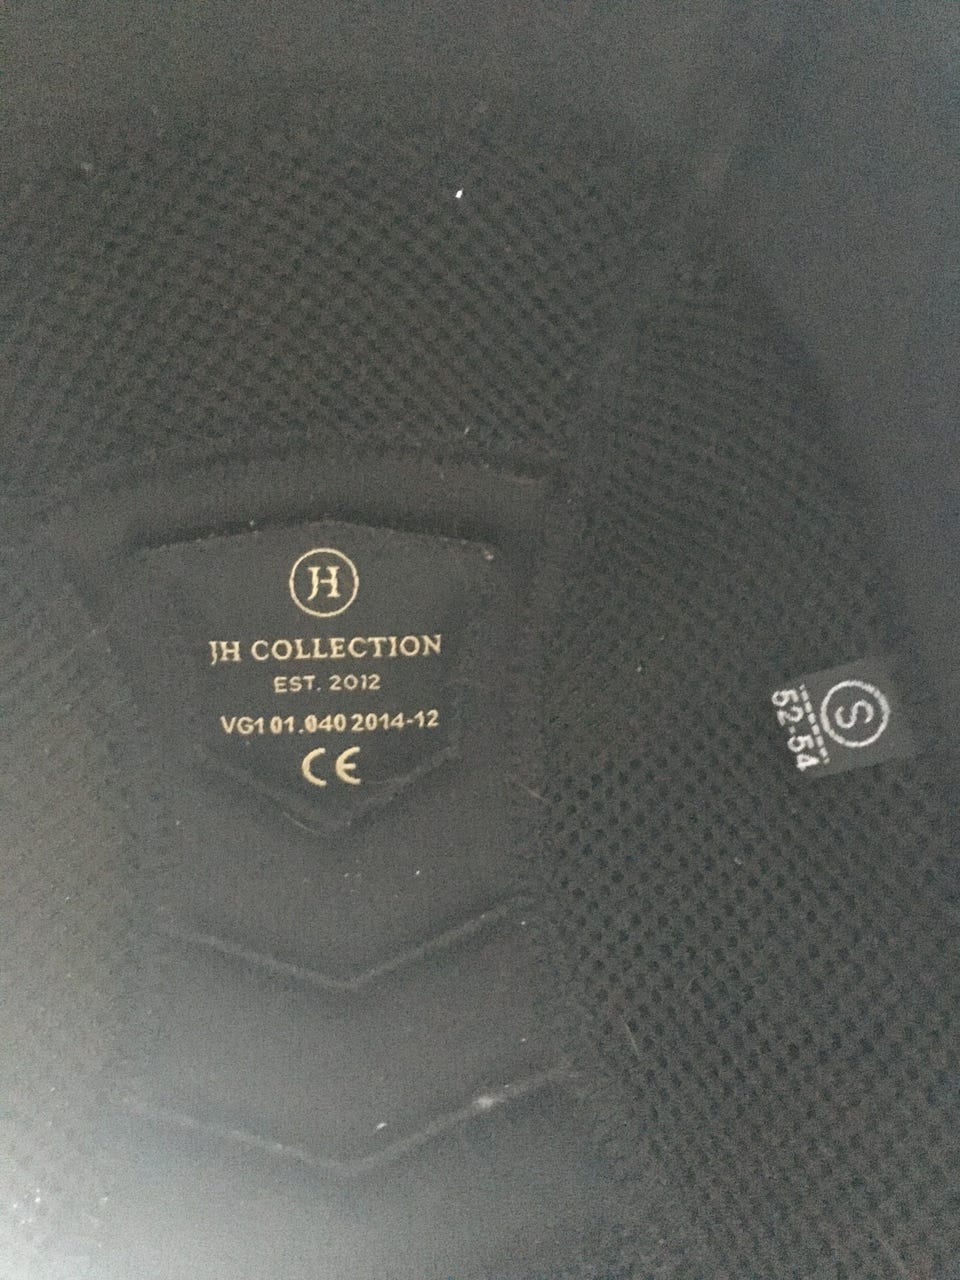 JH
JH COLLECTION
EST. 2012
VG1 01.040 2014-12
CE
S
52-54